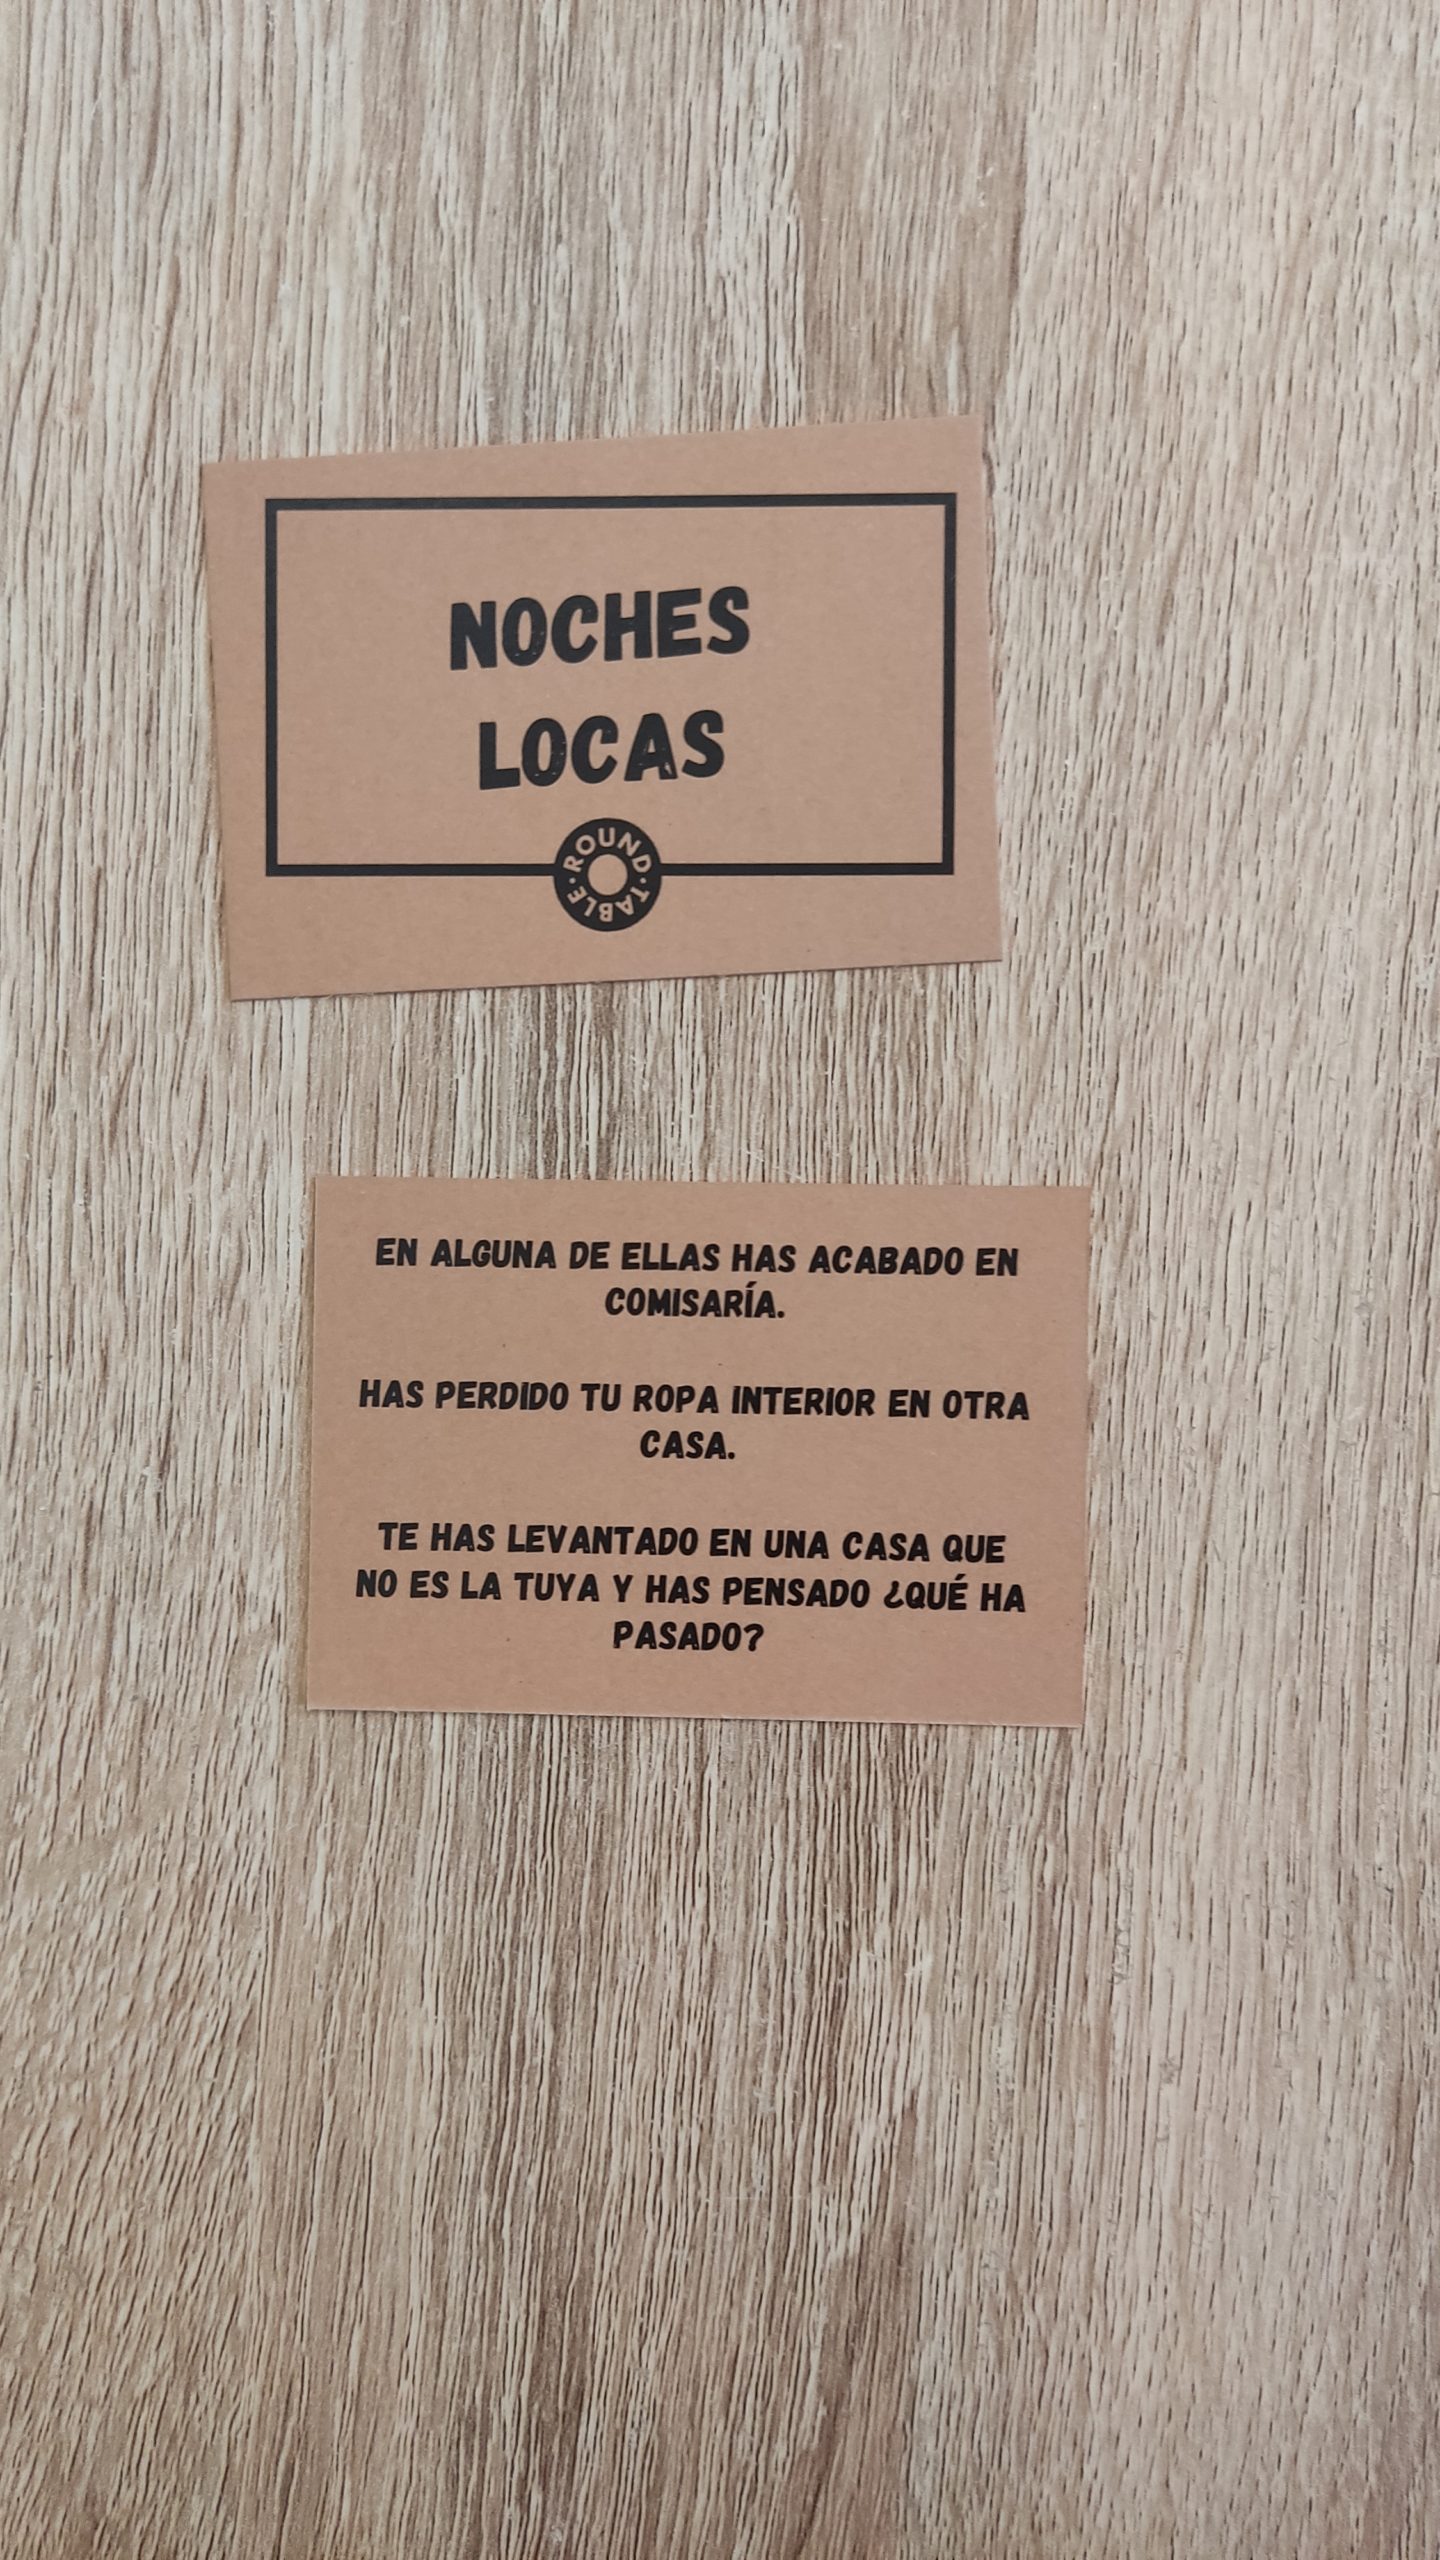 NOCHES
LOCAS
ROUND · TABLE ·
EN ALGUNA DE ELLAS HAS ACABADO EN
COMISARÍA.
HAS PERDIDO TU ROPA INTERIOR EN OTRA
CASA.
TE HAS LEVANTADO EN UNA CASA QUE
NO ES LA TUYA Y HAS PENSADO ¿QUÉ HA
PASADO?